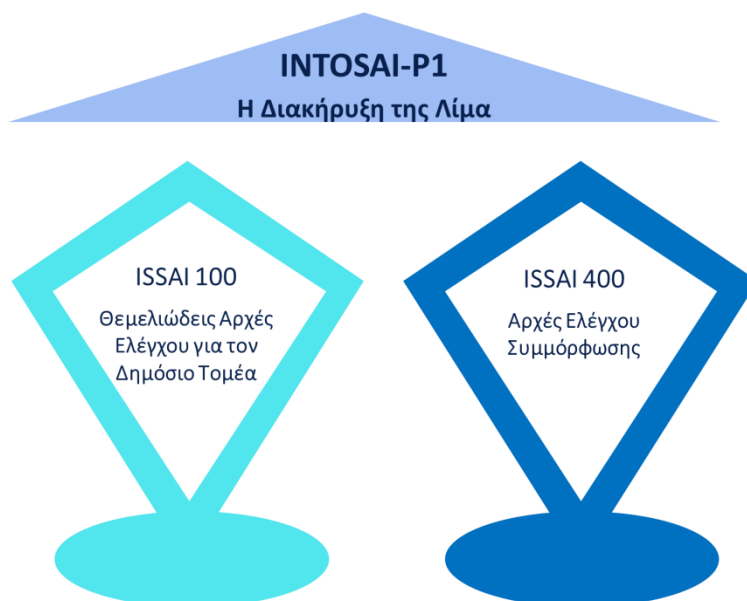 INTOSAI-P1
Η Διακήρυξη της Λίμα
ISSAI 100
Θεμελιώδεις Αρχές
Ελέγχου για τον
Δημόσιο Τομέα
ISSAI 400
Αρχές Ελέγχου
Συμμόρφωσης